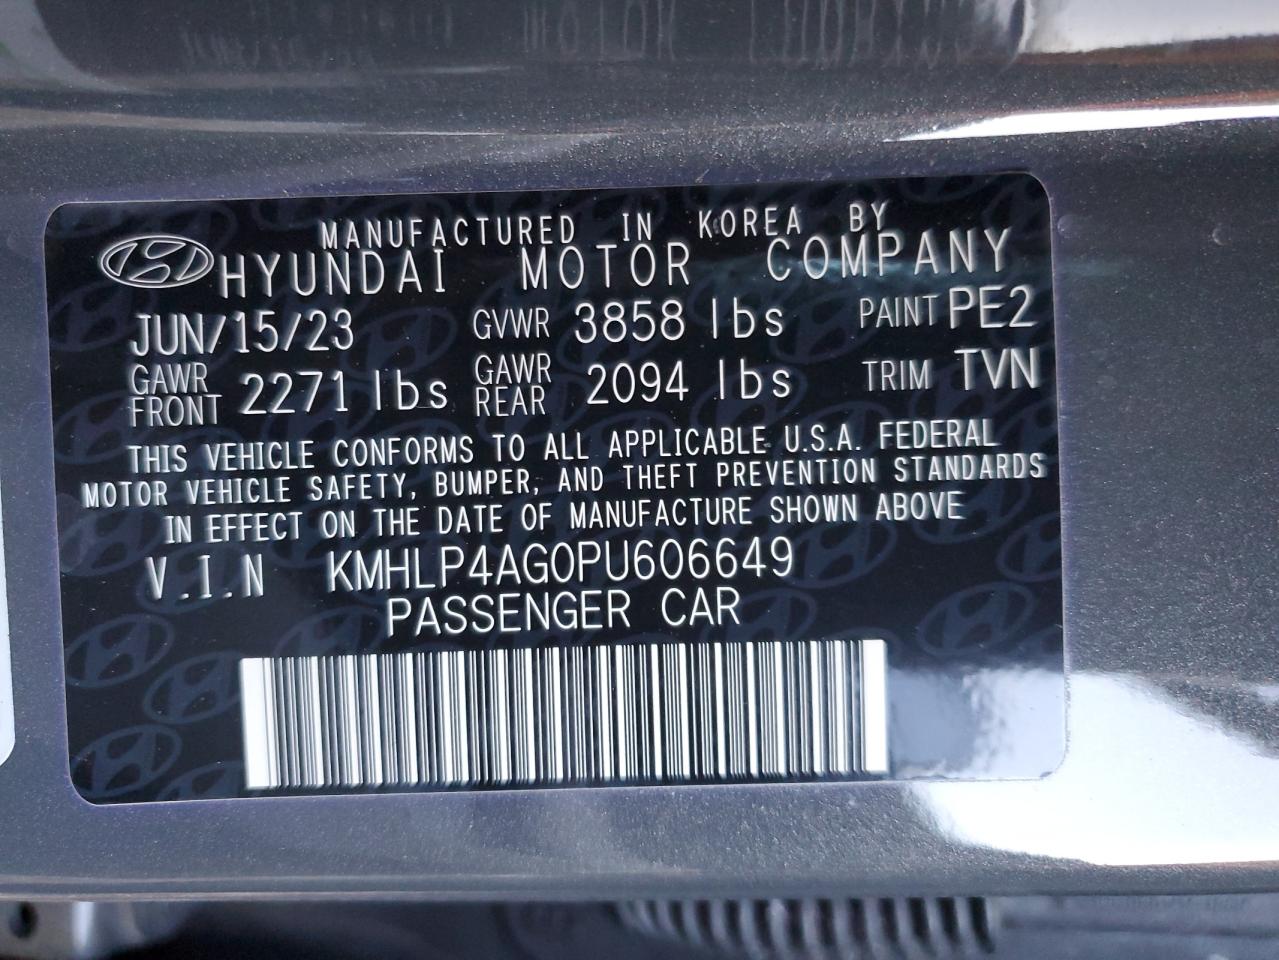 MANUFACTURED IN KOREA BY
HYUNDAI MOTOR COMPANY
JUN/15/23 GVWR 3858 lbs PAINT PE2
GAWR FRONT 2271 lbs GAWR REAR 2094 lbs TRIM TVN
THIS VEHICLE CONFORMS TO ALL APPLICABLE U.S.A. FEDERAL
MOTOR VEHICLE SAFETY, BUMPER, AND THEFT PREVENTION STANDARDS
IN EFFECT ON THE DATE OF MANUFACTURE SHOWN ABOVE
V.I.N KMHLP4AG0PU606649
PASSENGER CAR